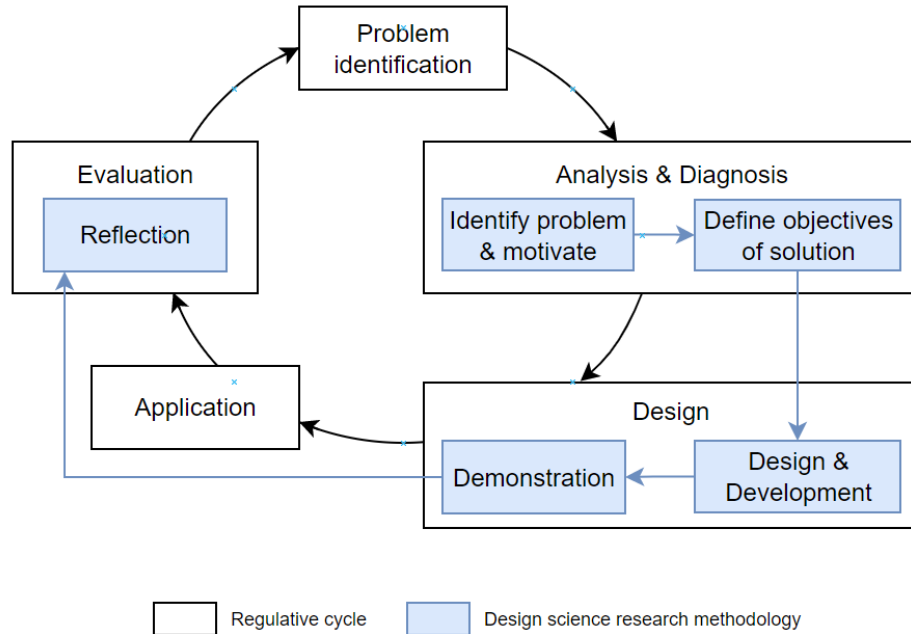 Problem
identification
Evaluation
Reflection
Analysis & Diagnosis
Identify problem
& motivate
Define objectives
of solution
Application
Design
Demonstration
Design &
Development
Regulative cycle
Design science research methodology